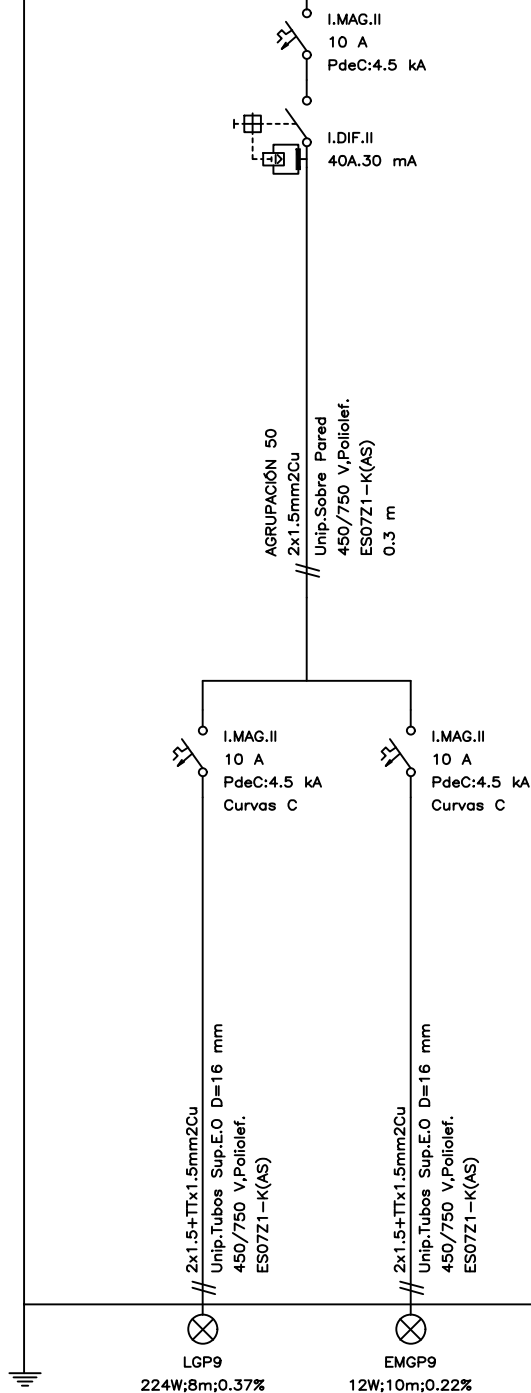 I.MAG.II
10 A
PdeC:4.5 kA
I.DIF.II
40A.30 mA
AGRUPACIÓN 50
2x1.5mm2Cu
Unip.Sobre Pared
450/750 V,Poliolef.
ES07Z1-K(AS)
0.3 m
I.MAG.II
10 A
PdeC:4.5 kA
Curvas C
I.MAG.II
10 A
PdeC:4.5 kA
Curvas C
2x1.5+TTx1.5mm2Cu
Unip.Tubos Sup.E.O D=16 mm
450/750 V,Poliolef.
ES07Z1-K(AS)
2x1.5+TTx1.5mm2Cu
Unip.Tubos Sup.E.O D=16 mm
450/750 V,Poliolef.
ES07Z1-K(AS)
LGP9
224W;8m;0.37%
EMGP9
12W;10m;0.22%